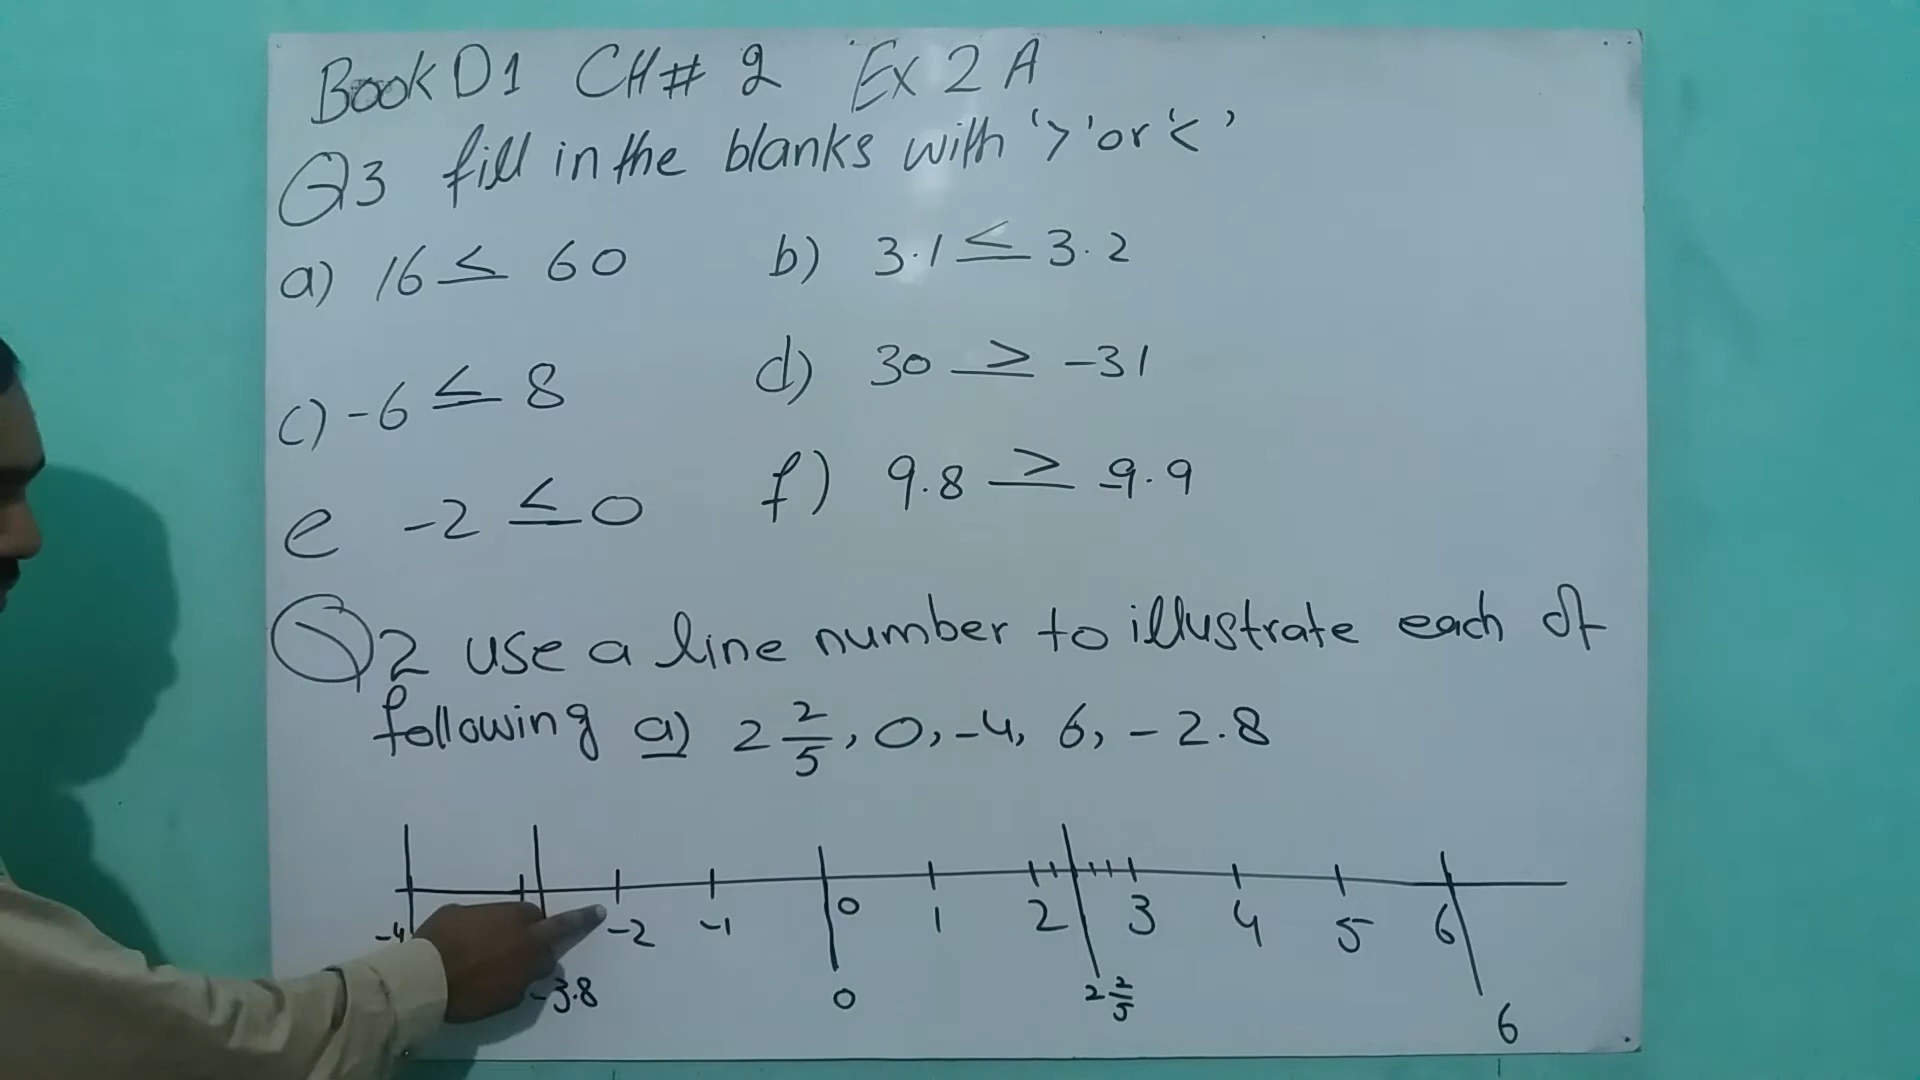 Book D1 CH# 2 Ex 2 A
Q3 fill in the blanks with '>' or '<'
a) 16 < 60 b) 3.1 < 3.2
c) -6 < 8 d) 30 > -31
e -2 < 0 f) 9.8 > -9.9
Q2 use a line number to illustrate each of
following a) 2 2/5, 0, -4, 6, -2.8
-4 -2 -1 0 1 2 3 4 5 6
-3.8 0 2 2/5 6